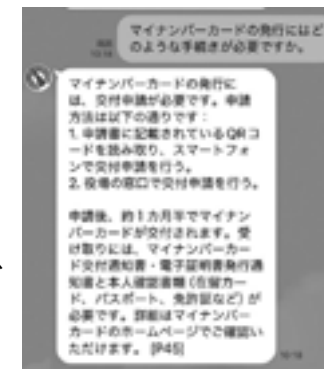 マイナンバーカードの発行にはど
のような手続きが必要ですか。
マイナンバーカードの発行に
は、交付申請が必要です。申請
方法は以下の通りです:
1. 申請書に記載されているQRコ
ードを読み取り、スマートフォ
ンで交付申請を行う。
2. 役場の窓口で交付申請を行う。
申請後、約1カ月半でマイナン
バーカードが交付されます。受
け取りには、マイナンバーカー
ド交付通知書・電子証明書発行通
知書と本人確認書類(在留カー
ド、パスポート、免許証など)が
必要です。詳細はマイナンバー
カードのホームページでご確認い
ただけます。[P45]